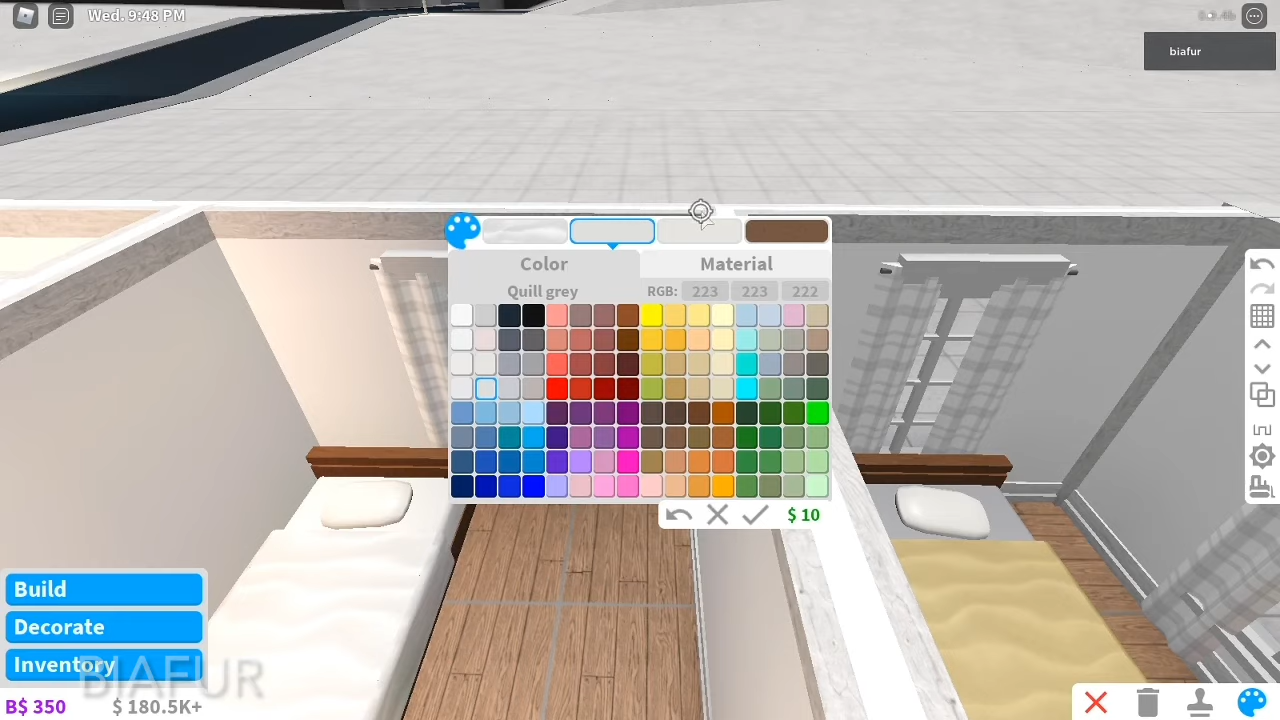 Wed. 9:48 PM
biafur
Color
Material
Quill grey
RGB: 223 223 222
$ 10
Build
Decorate
Inventory
BIAFUR
B$ 350
$ 180.5K+